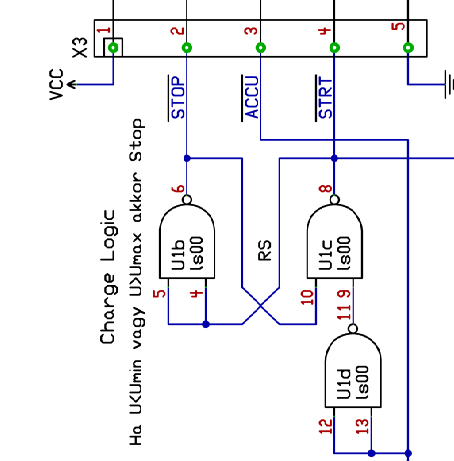 X3
1
2
3
4
5
VCC
STOP
ACCU
STRT
6
8
U1b
ls00
RS
U1c
ls00
5
4
10
9
11
U1d
ls00
12
13
Charge Logic
Ha U<Umin vagy U>Umax akkor Stop